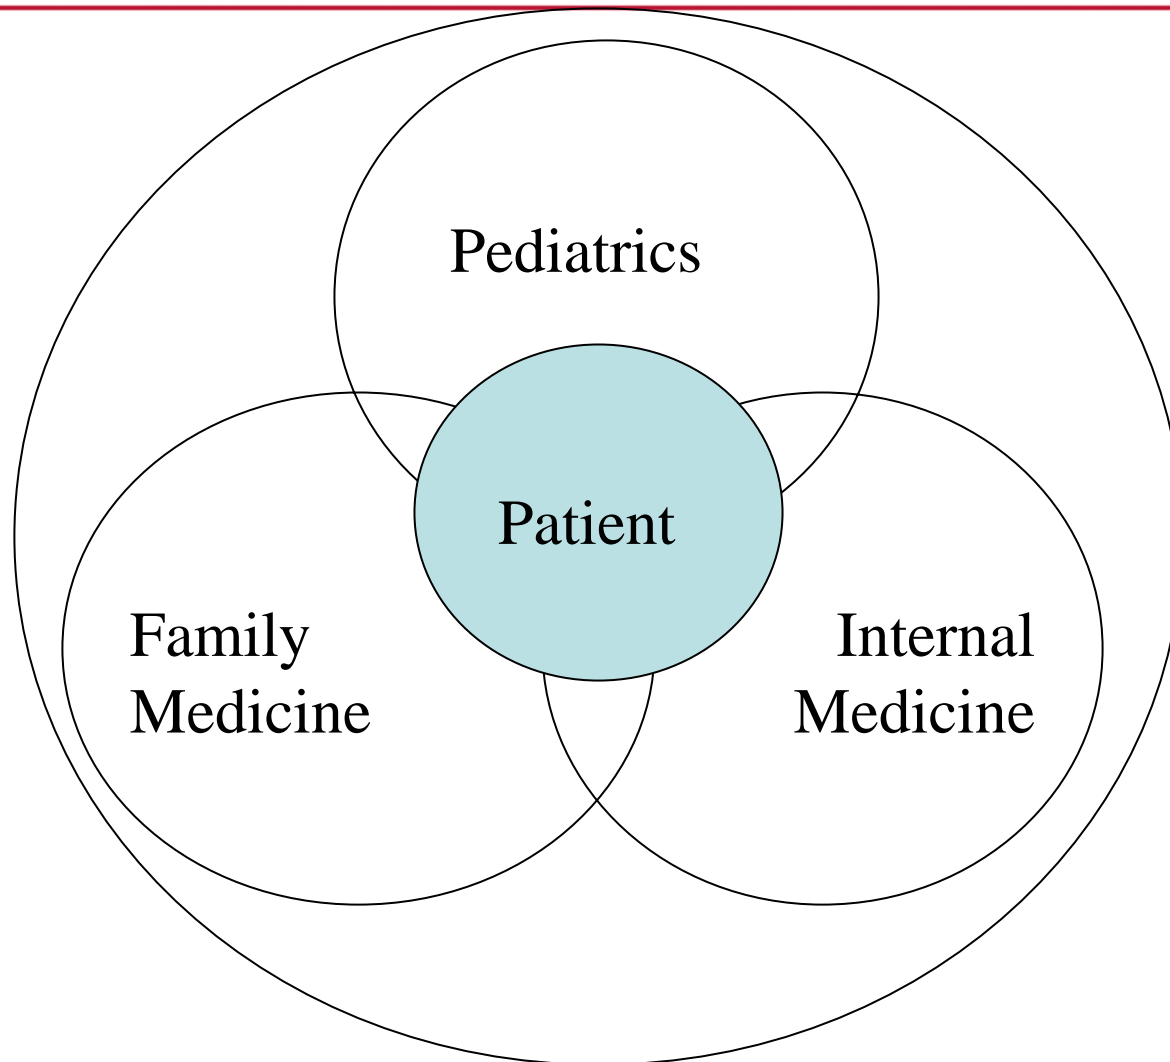 Pediatrics
Patient
Family
Medicine
Internal
Medicine